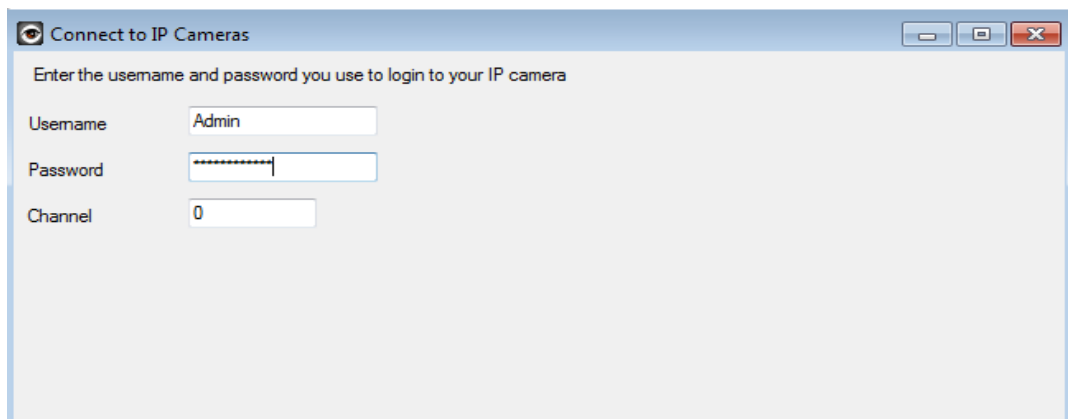 Connect to IP Cameras
Enter the username and password you use to login to your IP camera
Username Admin
Password ************
Channel 0